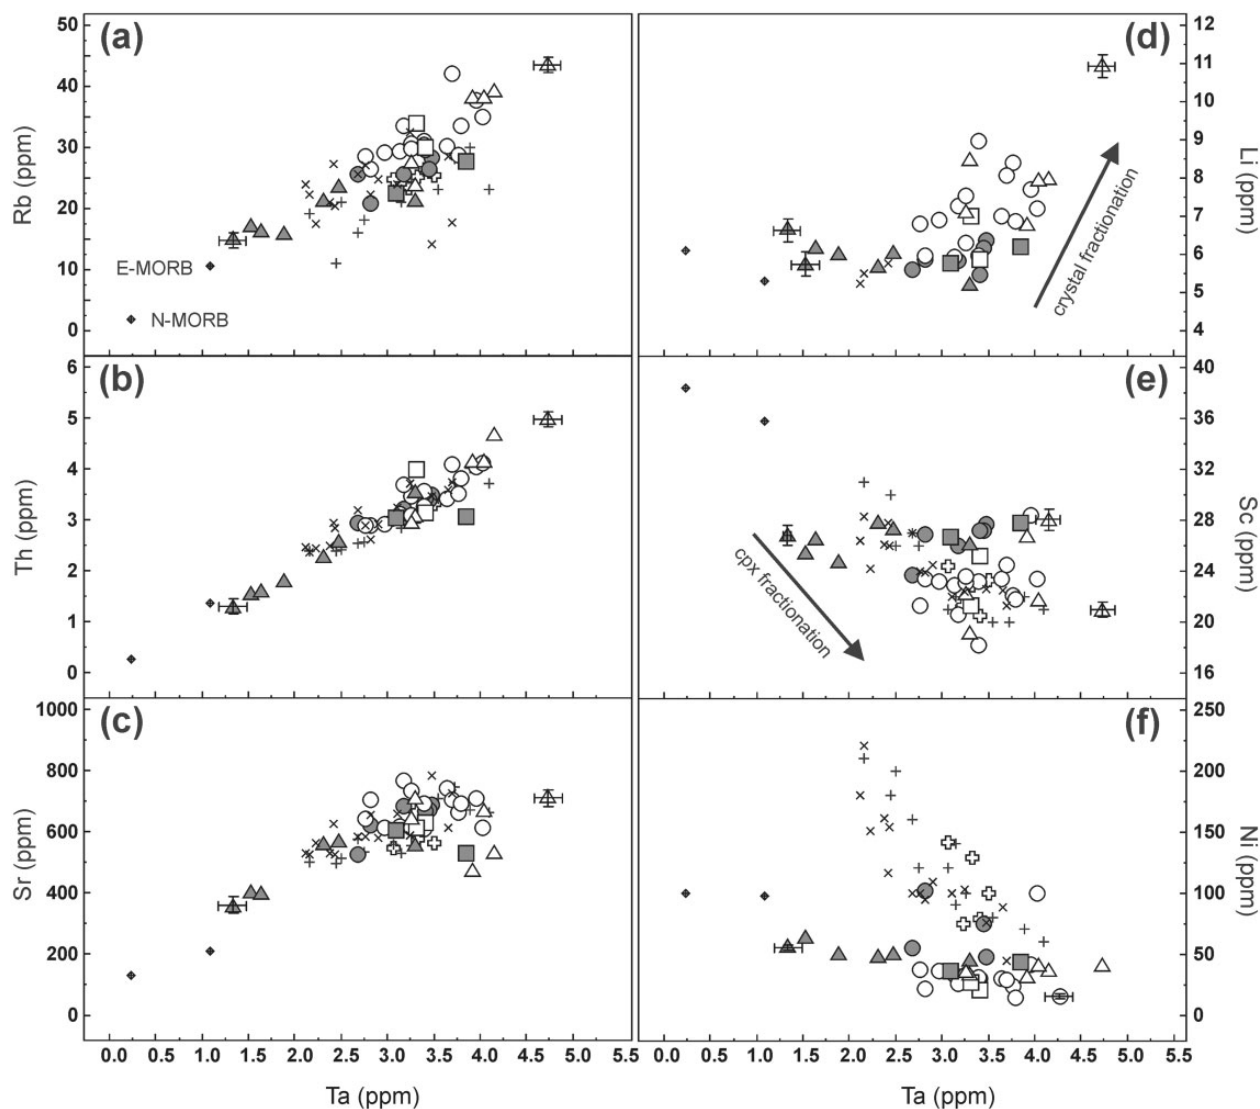 (a)
50
40
30
20
10
0
Rb (ppm)
E-MORB
N-MORB
(d)
12
11
10
9
8
7
6
5
4
Li (ppm)
crystal fractionation
(b)
6
5
4
3
2
1
0
Th (ppm)
(e)
40
36
32
28
24
20
16
Sc (ppm)
cpx fractionation
(c)
1000
800
600
400
200
0
Sr (ppm)
(f)
250
200
150
100
50
0
Ni (ppm)
0.0 0.5 1.0 1.5 2.0 2.5 3.0 3.5 4.0 4.5 5.0 5.5
Ta (ppm)
0.0 0.5 1.0 1.5 2.0 2.5 3.0 3.5 4.0 4.5 5.0 5.5
Ta (ppm)